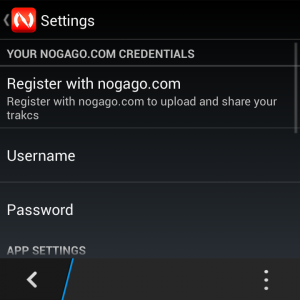 Settings
YOUR NOGAGO.COM CREDENTIALS
Register with nogago.com
Register with nogago.com to upload and share your
trakcs
Username
Password
APP SETTINGS